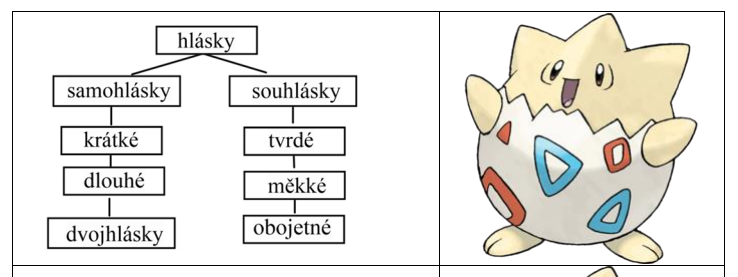 hlásky
samohlásky
souhlásky
krátké
tvrdé
dlouhé
měkké
dvojhlásky
obojetné